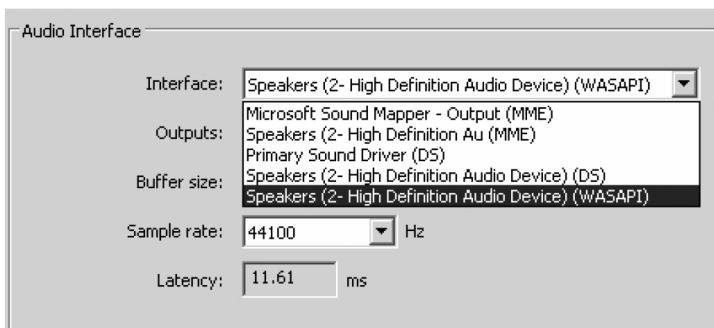 Audio Interface
Interface: Speakers (2- High Definition Audio Device) (WASAPI)
Microsoft Sound Mapper - Output (MME)
Outputs: Speakers (2- High Definition Au (MME)
Primary Sound Driver (DS)
Buffer size: Speakers (2- High Definition Audio Device) (DS)
Speakers (2- High Definition Audio Device) (WASAPI)
Sample rate: 44100 Hz
Latency: 11.61 ms